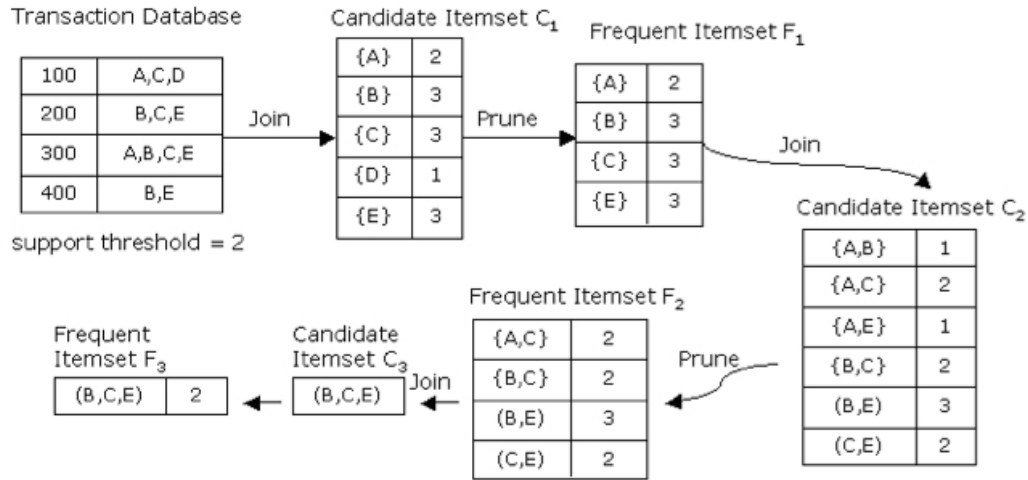 Transaction Database
100 A,C,D
200 B,C,E
300 A,B,C,E
400 B,E
support threshold = 2
Join
Candidate Itemset C₁
{A} 2
{B} 3
{C} 3
{D} 1
{E} 3
Prune
Frequent Itemset F₁
{A} 2
{B} 3
{C} 3
{E} 3
Join
Candidate Itemset C₂
{A,B} 1
{A,C} 2
{A,E} 1
{B,C} 2
(B,E) 3
(C,E) 2
Prune
Frequent Itemset F₂
{A,C} 2
{B,C} 2
(B,E) 3
(C,E) 2
Join
Candidate
Itemset C₃
(B,C,E)
Frequent
Itemset F₃
(B,C,E) 2